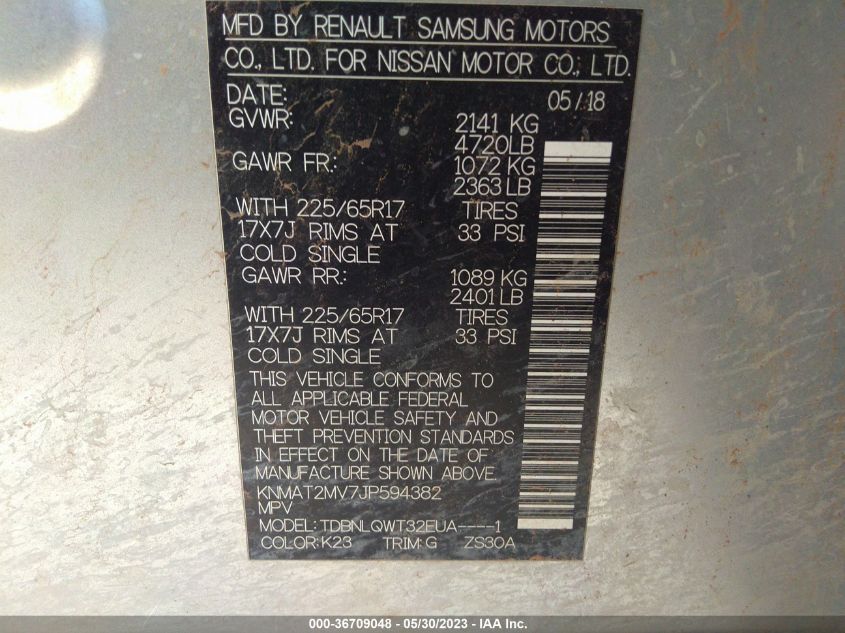 MFD BY RENAULT SAMSUNG MOTORS
CO., LTD. FOR NISSAN MOTOR CO., LTD.
DATE: 05/18
GVWR: 2141 KG
4720LB
GAWR FR.: 1072 KG
2363 LB
WITH 225/65R17 TIRES
17X7J RIMS AT 33 PSI
COLD SINGLE
GAWR RR.: 1089 KG
2401 LB
WITH 225/65R17 TIRES
17X7J RIMS AT 33 PSI
COLD SINGLE
THIS VEHICLE CONFORMS TO
ALL APPLICABLE FEDERAL
MOTOR VEHICLE SAFETY AND
THEFT PREVENTION STANDARDS
IN EFFECT ON THE DATE OF
MANUFACTURE SHOWN ABOVE.
KNMAT2MV7JP594382
MPV
MODEL: TDBNLQWT32EUA----1
COLOR: K23 TRIM: G ZS30A
000-36709048 - 05/30/2023 - IAA Inc.